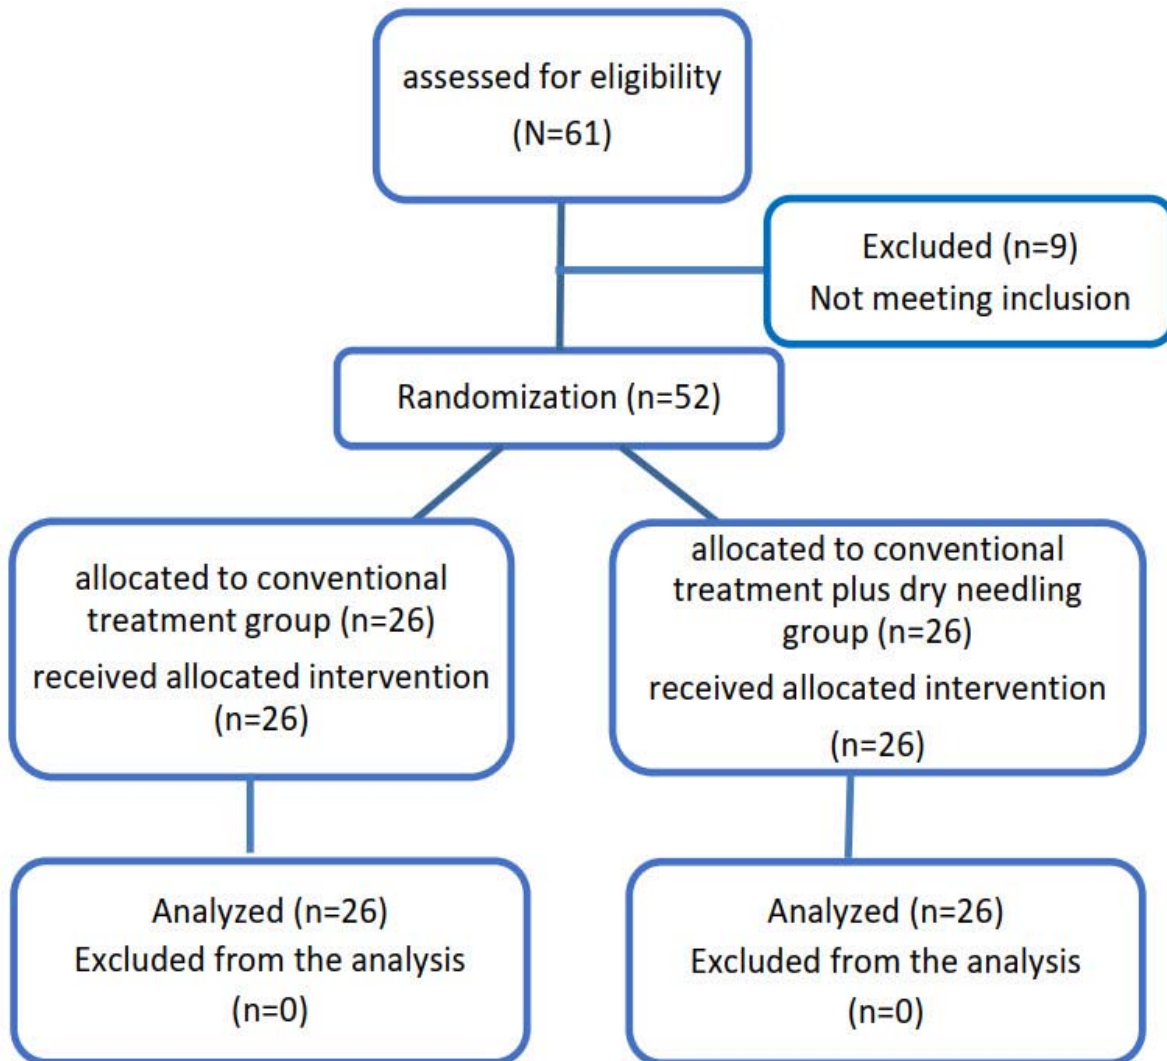 assessed for eligibility
(N=61)
Excluded (n=9)
Not meeting inclusion
Randomization (n=52)
allocated to conventional
treatment group (n=26)
received allocated intervention
(n=26)
allocated to conventional
treatment plus dry needling
group (n=26)
received allocated intervention
(n=26)
Analyzed (n=26)
Excluded from the analysis
(n=0)
Analyzed (n=26)
Excluded from the analysis
(n=0)